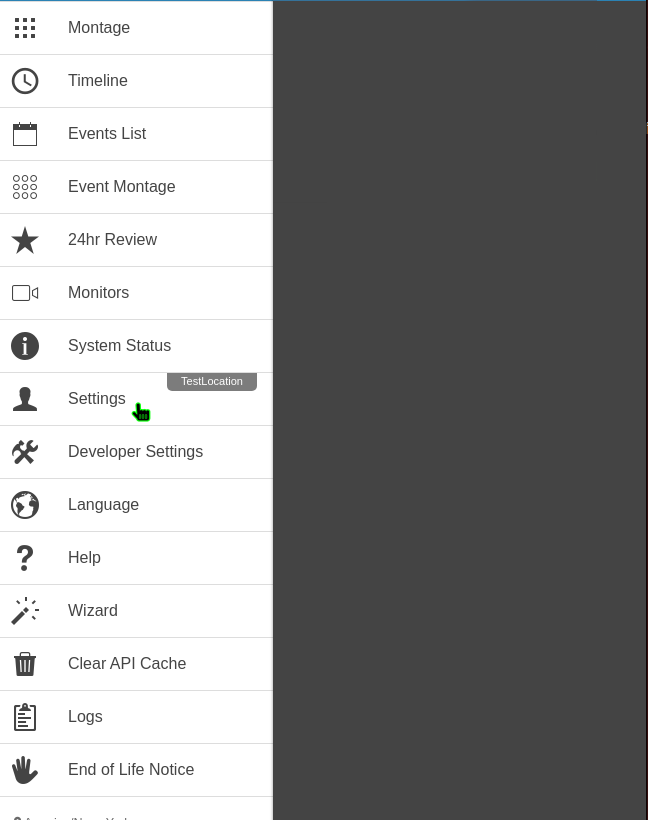 Montage
Timeline
Events List
Event Montage
24hr Review
Monitors
System Status
TestLocation
Settings
Developer Settings
Language
Help
Wizard
Clear API Cache
Logs
End of Life Notice